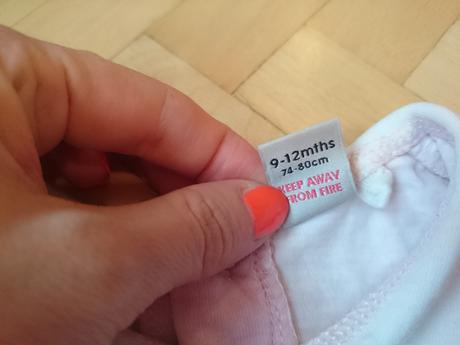 9-12mths
74-80cm
KEEP AWAY
FROM FIRE